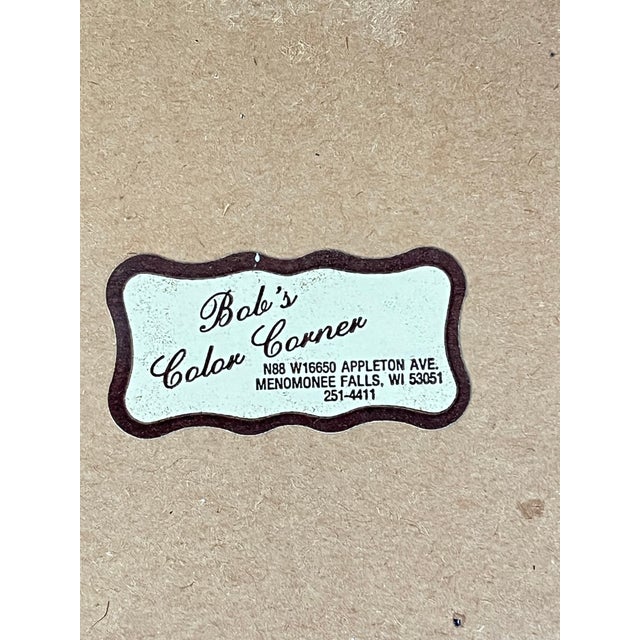 Bob's
Color Corner
N88 W16650 APPLETON AVE.
MENOMONEE FALLS, WI 53051
251-4411